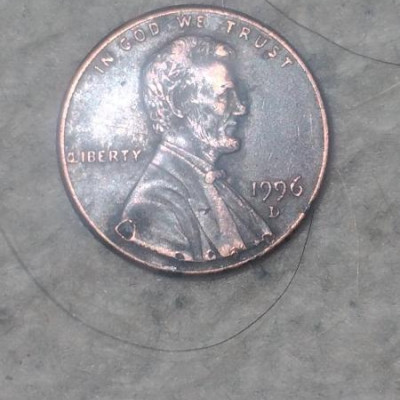 IN GOD WE TRUST
LIBERTY
1996
D